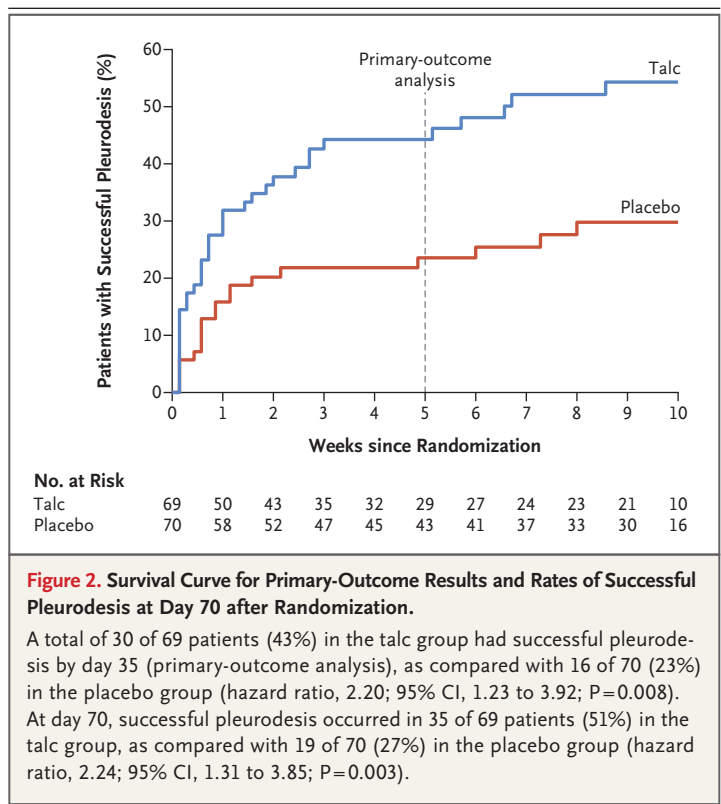 60
50
40
30
20
10
0
Patients with Successful Pleurodesis (%)
Primary-outcome
analysis
Talc
Placebo
0 1 2 3 4 5 6 7 8 9 10
Weeks since Randomization
No. at Risk
Talc 69 50 43 35 32 29 27 24 23 21 10
Placebo 70 58 52 47 45 43 41 37 33 30 16
Figure 2. Survival Curve for Primary-Outcome Results and Rates of Successful
Pleurodesis at Day 70 after Randomization.
A total of 30 of 69 patients (43%) in the talc group had successful pleurode-
sis by day 35 (primary-outcome analysis), as compared with 16 of 70 (23%)
in the placebo group (hazard ratio, 2.20; 95% CI, 1.23 to 3.92; P=0.008).
At day 70, successful pleurodesis occurred in 35 of 69 patients (51%) in the
talc group, as compared with 19 of 70 (27%) in the placebo group (hazard
ratio, 2.24; 95% CI, 1.31 to 3.85; P=0.003).